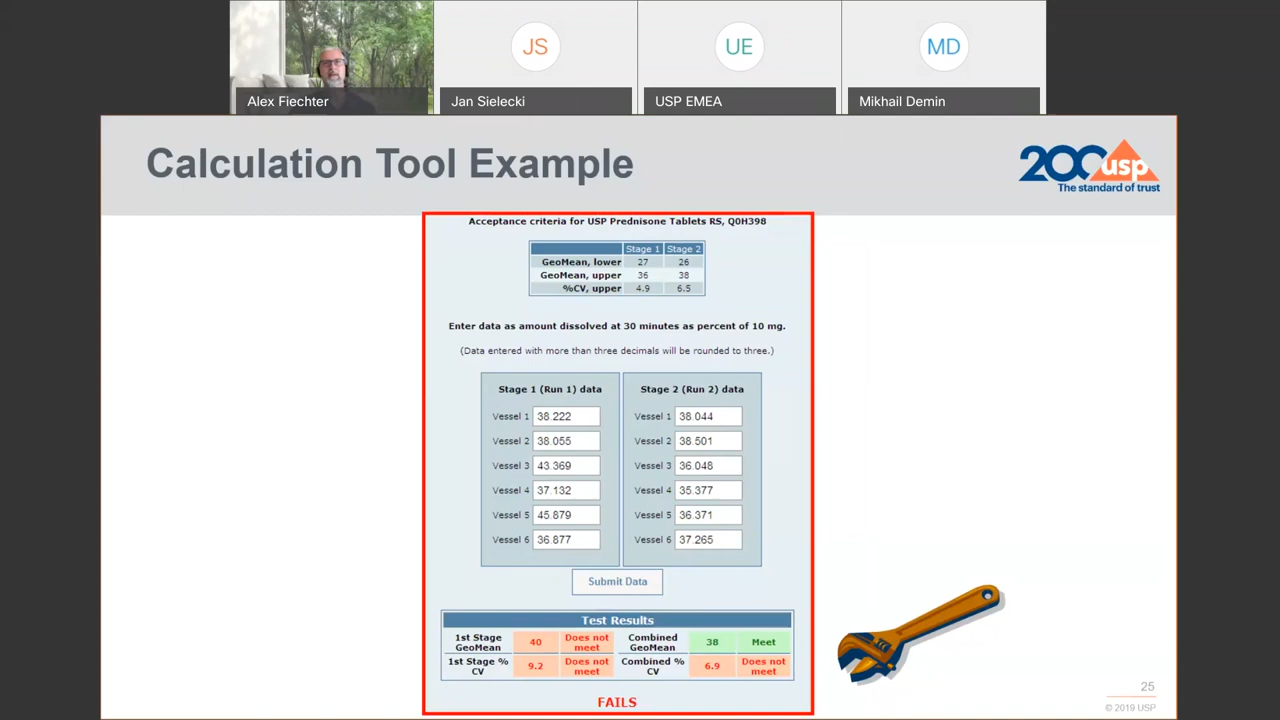 JS
UE
MD
Alex Fiechter
Jan Sielecki
USP EMEA
Mikhail Demin
Calculation Tool Example
200 usp
The standard of trust
Acceptance criteria for USP Prednisone Tablets RS, Q0H398
Stage 1 Stage 2
GeoMean, lower 27 26
GeoMean, upper 36 38
%CV, upper 4.9 6.5
Enter data as amount dissolved at 30 minutes as percent of 10 mg.
(Data entered with more than three decimals will be rounded to three.)
Stage 1 (Run 1) data
Vessel 1 38.222
Vessel 2 38.055
Vessel 3 43.369
Vessel 4 37.132
Vessel 5 45.879
Vessel 6 36.877
Stage 2 (Run 2) data
Vessel 1 38.044
Vessel 2 38.501
Vessel 3 36.048
Vessel 4 35.377
Vessel 5 36.371
Vessel 6 37.265
Submit Data
Test Results
1st Stage GeoMean 40 Does not meet Combined GeoMean 38 Meet
1st Stage % CV 9.2 Does not meet Combined % CV 6.9 Does not meet
FAILS
25
© 2019 USP